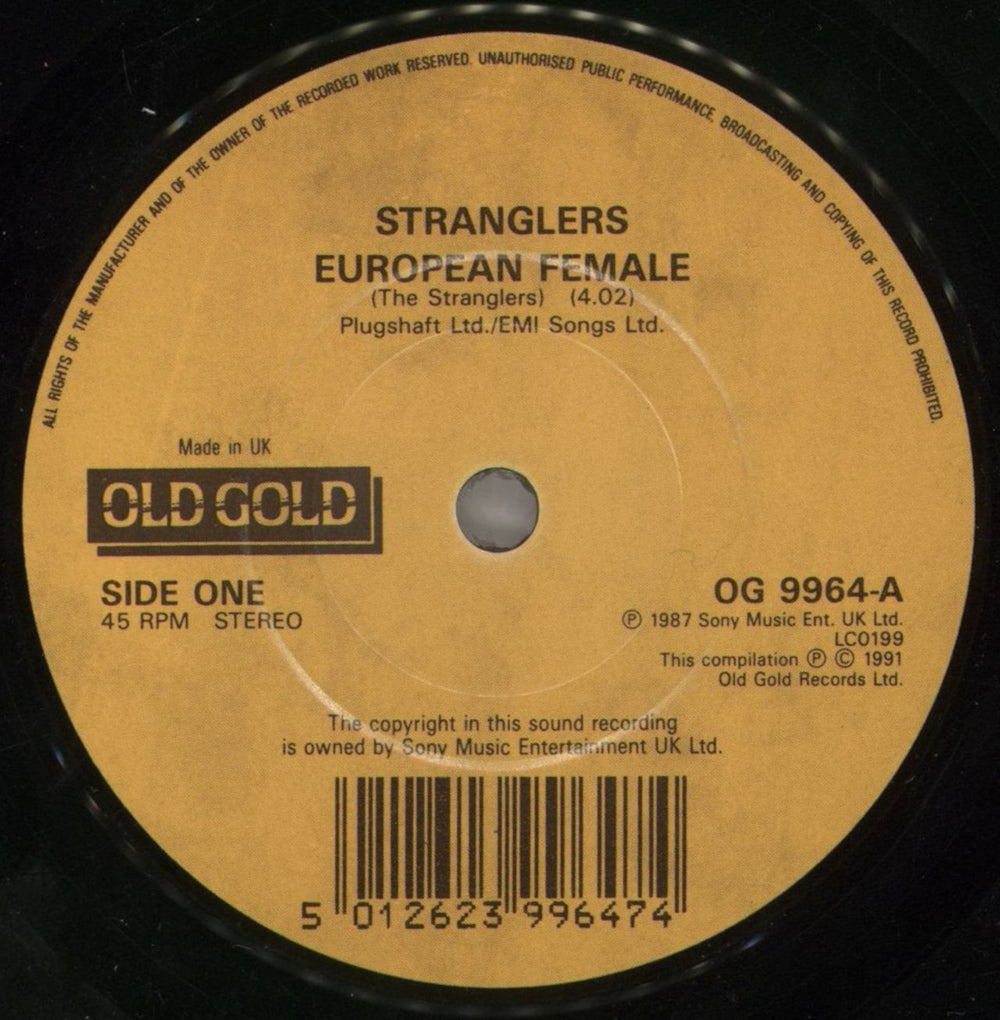 ALL RIGHTS OF THE MANUFACTURER AND OF THE OWNER OF THE RECORDED WORK RESERVED. UNAUTHORISED PUBLIC PERFORMANCE, BROADCASTING AND COPYING OF THIS RECORD PROHIBITED.
STRANGLERS
EUROPEAN FEMALE
(The Stranglers) (4.02)
Plugshaft Ltd./EMI Songs Ltd.
Made in UK
OLD GOLD
SIDE ONE
45 RPM STEREO
OG 9964-A
Ⓟ 1987 Sony Music Ent. UK Ltd.
LC0199
This compilation Ⓟ © 1991
Old Gold Records Ltd.
The copyright in this sound recording
is owned by Sony Music Entertainment UK Ltd.
5 012623 996474